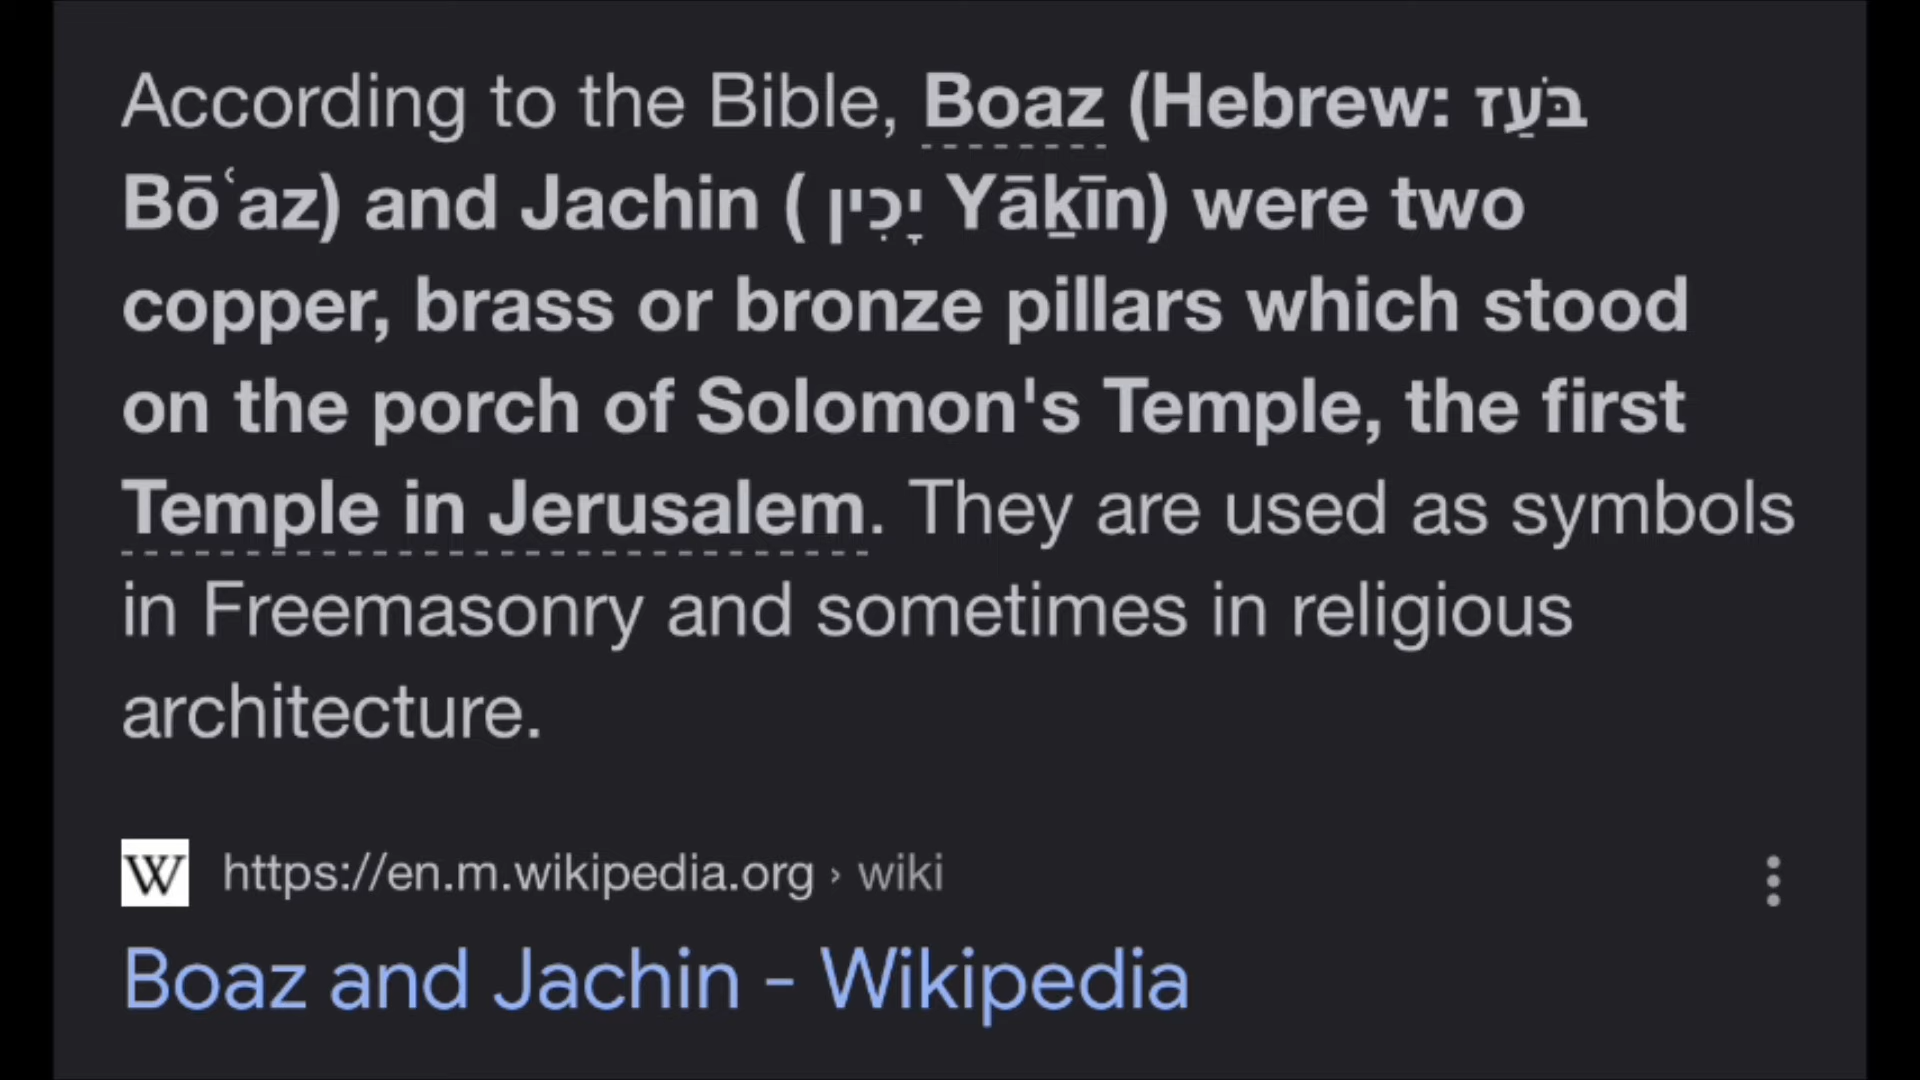 According to the Bible, Boaz (Hebrew: בֹּעַז
Bōʿaz) and Jachin ( יָכִין Yāḵīn) were two
copper, brass or bronze pillars which stood
on the porch of Solomon's Temple, the first
Temple in Jerusalem. They are used as symbols
in Freemasonry and sometimes in religious
architecture.
W https://en.m.wikipedia.org › wiki
Boaz and Jachin - Wikipedia